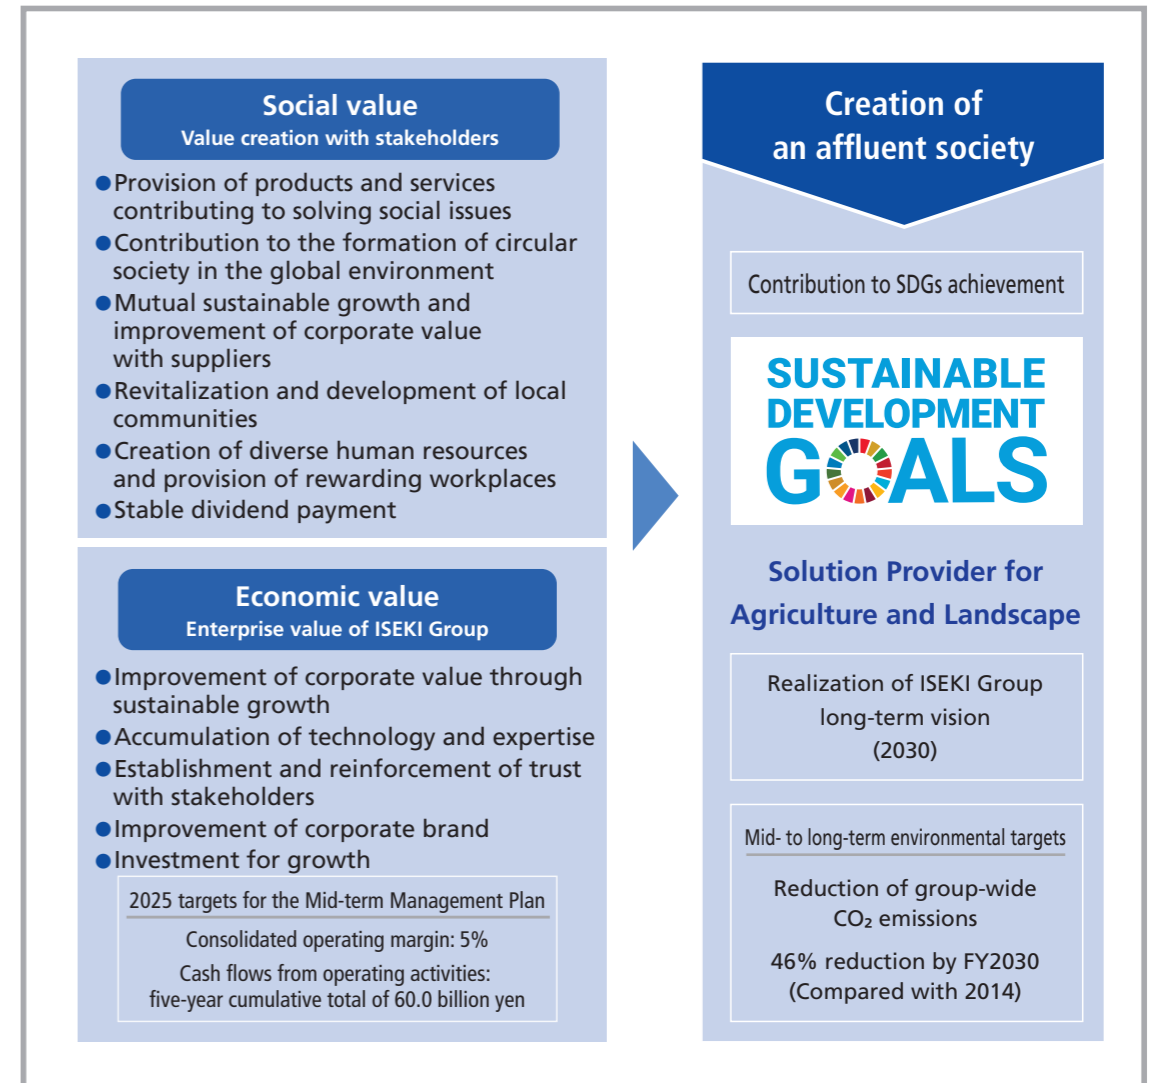 Social value
Value creation with stakeholders
●Provision of products and services
contributing to solving social issues
●Contribution to the formation of circular
society in the global environment
●Mutual sustainable growth and
improvement of corporate value
with suppliers
●Revitalization and development of local
communities
●Creation of diverse human resources
and provision of rewarding workplaces
●Stable dividend payment
Economic value
Enterprise value of ISEKI Group
●Improvement of corporate value through
sustainable growth
●Accumulation of technology and expertise
●Establishment and reinforcement of trust
with stakeholders
●Improvement of corporate brand
●Investment for growth
2025 targets for the Mid-term Management Plan
Consolidated operating margin: 5%
Cash flows from operating activities:
five-year cumulative total of 60.0 billion yen
Creation of
an affluent society
Contribution to SDGs achievement
SUSTAINABLE
DEVELOPMENT
GOALS
Solution Provider for
Agriculture and Landscape
Realization of ISEKI Group
long-term vision
(2030)
Mid- to long-term environmental targets
Reduction of group-wide
CO₂ emissions
46% reduction by FY2030
(Compared with 2014)